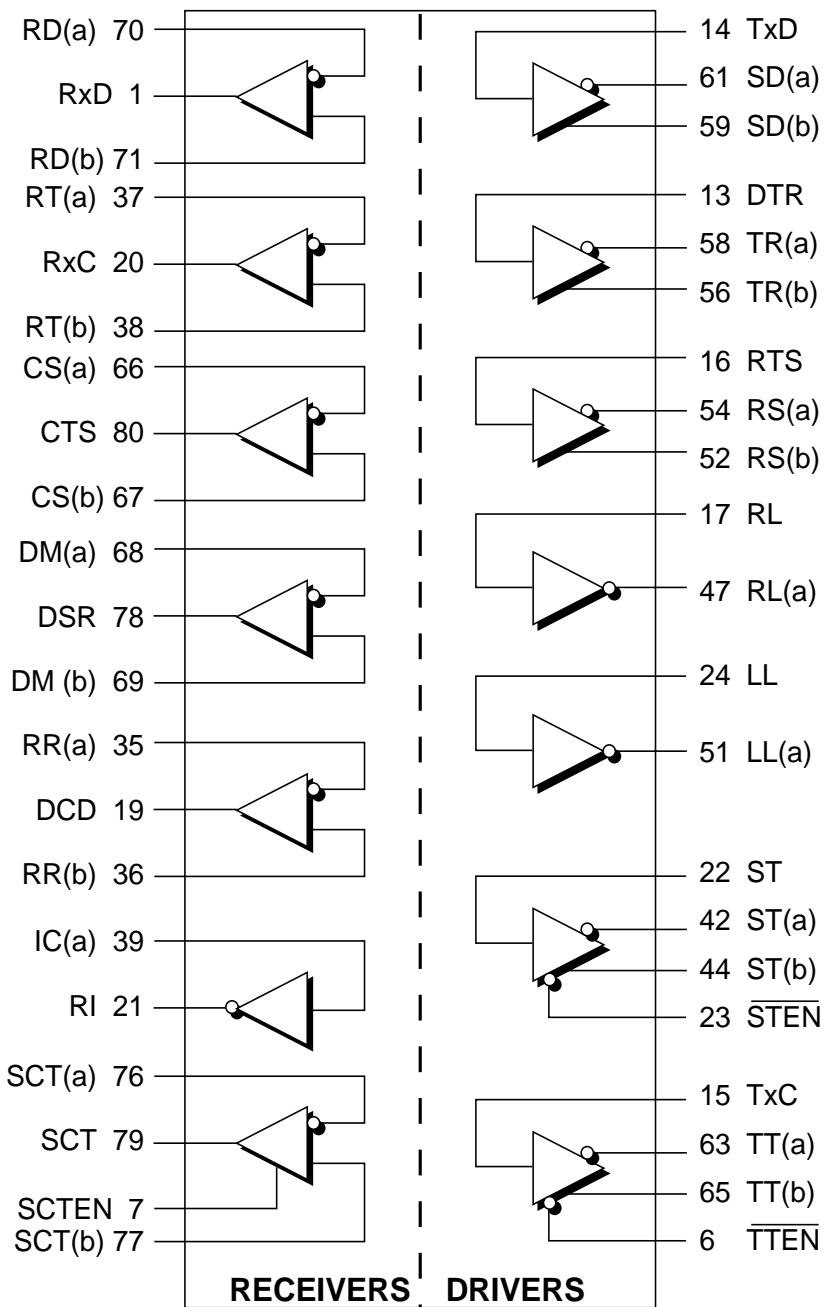 RD(a) 70
RxD 1
RD(b) 71
RT(a) 37
RxC 20
RT(b) 38
CS(a) 66
CTS 80
CS(b) 67
DM(a) 68
DSR 78
DM (b) 69
RR(a) 35
DCD 19
RR(b) 36
IC(a) 39
RI 21
SCT(a) 76
SCT 79
SCTEN 7
SCT(b) 77
14 TxD
61 SD(a)
59 SD(b)
13 DTR
58 TR(a)
56 TR(b)
16 RTS
54 RS(a)
52 RS(b)
17 RL
47 RL(a)
24 LL
51 LL(a)
22 ST
42 ST(a)
44 ST(b)
23 S̅T̅E̅N̅
15 TxC
63 TT(a)
65 TT(b)
6 T̅T̅E̅N̅
RECEIVERS DRIVERS